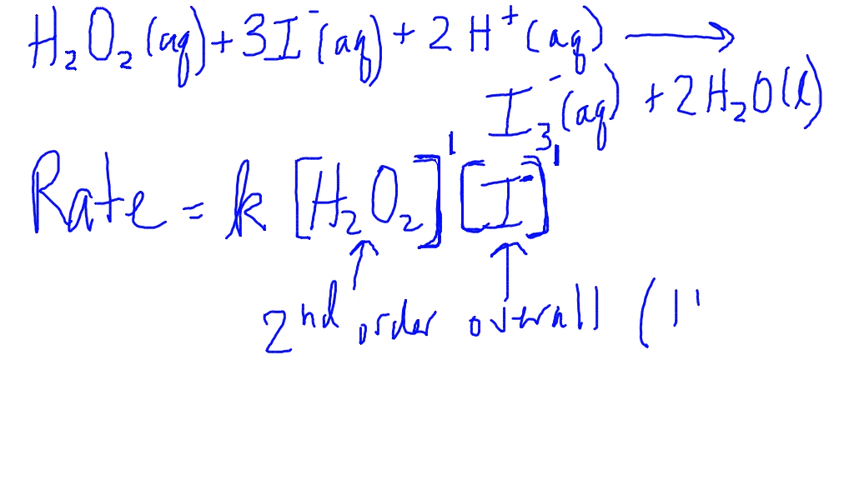 H₂O₂(aq)+3I⁻(aq)+2H⁺(aq) ⟶
I₃⁻(aq)+2H₂O(l)
Rate = k[H₂O₂]¹[I⁻]¹
↑ ↑
2nd order overall (1'